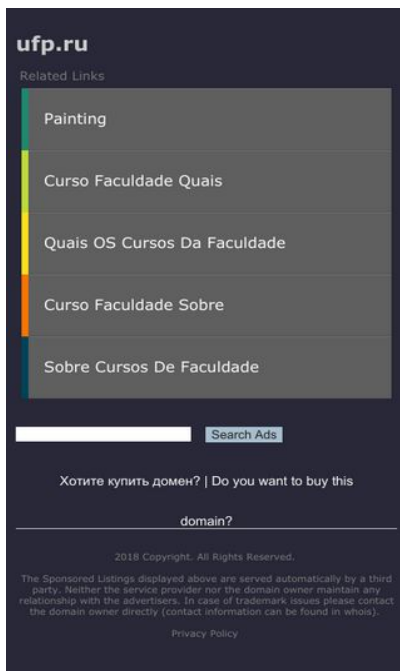 ufp.ru
Related Links
Painting
Curso Faculdade Quais
Quais OS Cursos Da Faculdade
Curso Faculdade Sobre
Sobre Cursos De Faculdade
Search Ads
Хотите купить домен? | Do you want to buy this
domain?
2018 Copyright. All Rights Reserved.
The Sponsored Listings displayed above are served automatically by a third
party. Neither the service provider nor the domain owner maintain any
relationship with the advertisers. In case of trademark issues please contact
the domain owner directly (contact information can be found in whois).
Privacy Policy